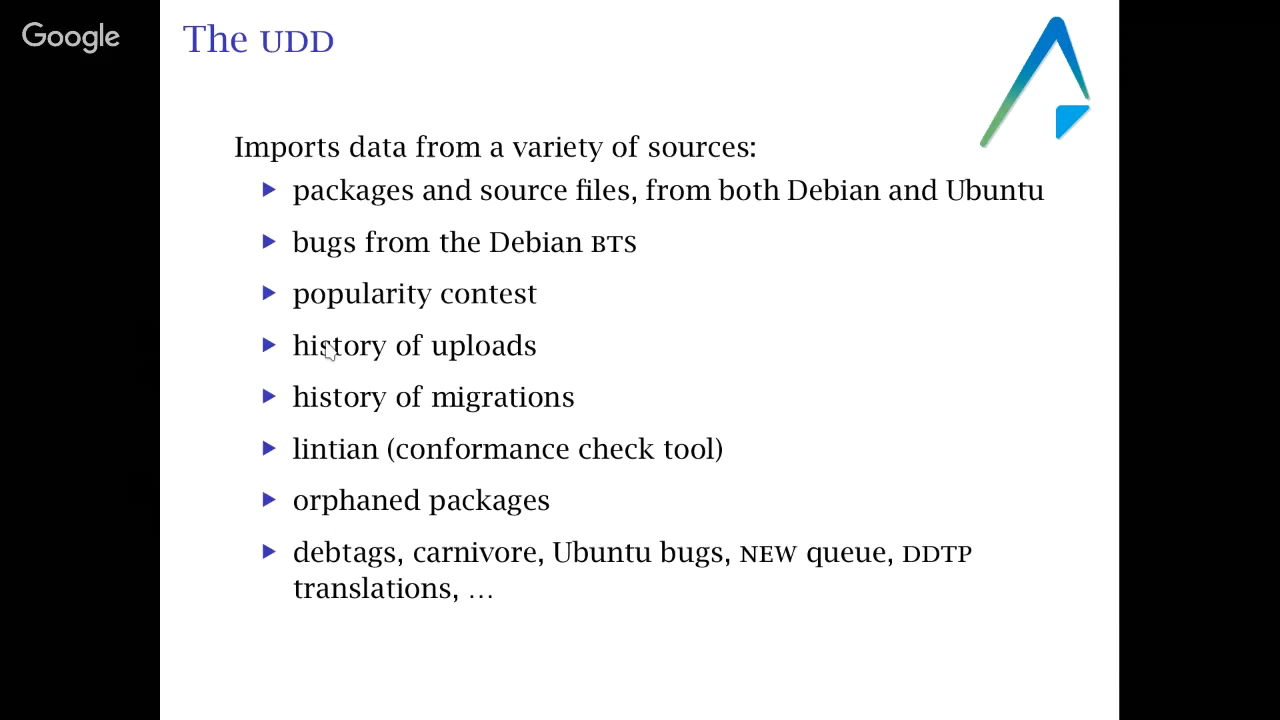 Google
The UDD
Imports data from a variety of sources:
packages and source files, from both Debian and Ubuntu
bugs from the Debian BTS
popularity contest
history of uploads
history of migrations
lintian (conformance check tool)
orphaned packages
debtags, carnivore, Ubuntu bugs, NEW queue, DDTP
translations, …